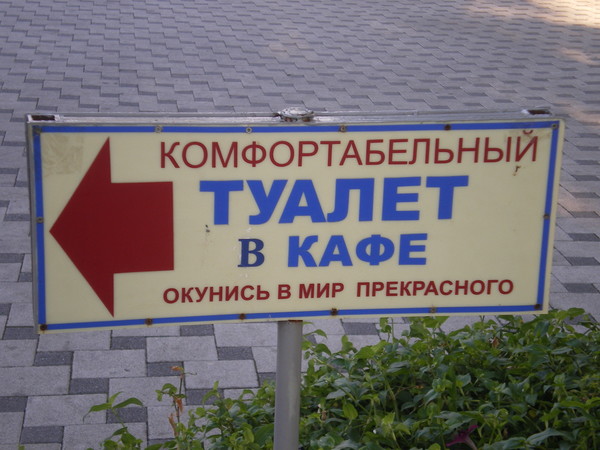 КОМФОРТАБЕЛЬНЫЙ
ТУАЛЕТ
В КАФЕ
ОКУНИСЬ В МИР ПРЕКРАСНОГО